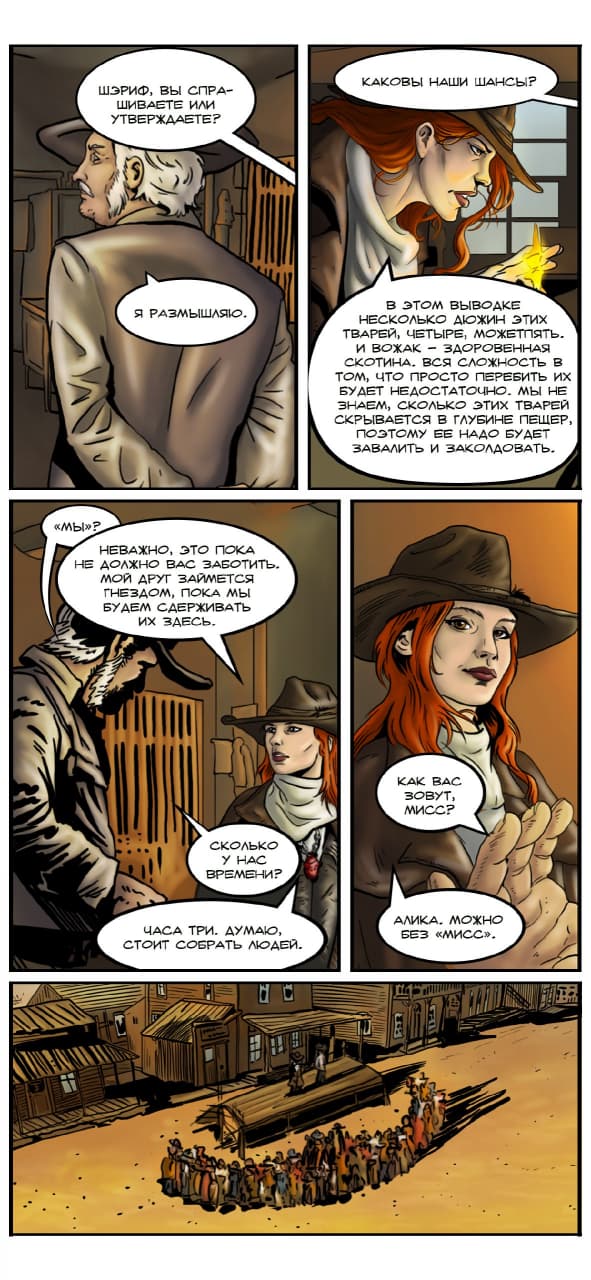 ШЭРИФ, ВЫ СПРА-
ШИВАЕТЕ ИЛИ
УТВЕРЖДАЕТЕ?
Я РАЗМЫШЛЯЮ.
КАКОВЫ НАШИ ШАНСЫ?
В ЭТОМ ВЫВОДКЕ
НЕСКОЛЬКО ДЮЖИН ЭТИХ
ТВАРЕЙ, ЧЕТЫРЕ, МОЖЕТПЯТЬ.
И ВОЖАК – ЗДОРОВЕННАЯ
СКОТИНА. ВСЯ СЛОЖНОСТЬ В
ТОМ, ЧТО ПРОСТО ПЕРЕБИТЬ ИХ
БУДЕТ НЕДОСТАТОЧНО. МЫ НЕ
ЗНАЕМ, СКОЛЬКО ЭТИХ ТВАРЕЙ
СКРЫВАЕТСЯ В ГЛУБИНЕ ПЕЩЕР,
ПОЭТОМУ ЕЕ НАДО БУДЕТ
ЗАВАЛИТЬ И ЗАКОЛДОВАТЬ.
«МЫ»?
НЕВАЖНО, ЭТО ПОКА
НЕ ДОЛЖНО ВАС ЗАБОТИТЬ.
МОЙ ДРУГ ЗАЙМЕТСЯ
ГНЕЗДОМ, ПОКА МЫ
БУДЕМ СДЕРЖИВАТЬ
ИХ ЗДЕСЬ.
СКОЛЬКО
У НАС
ВРЕМЕНИ?
ЧАСА ТРИ. ДУМАЮ,
СТОИТ СОБРАТЬ ЛЮДЕЙ.
КАК ВАС
ЗОВУТ,
МИСС?
АЛИКА. МОЖНО
БЕЗ «МИСС».